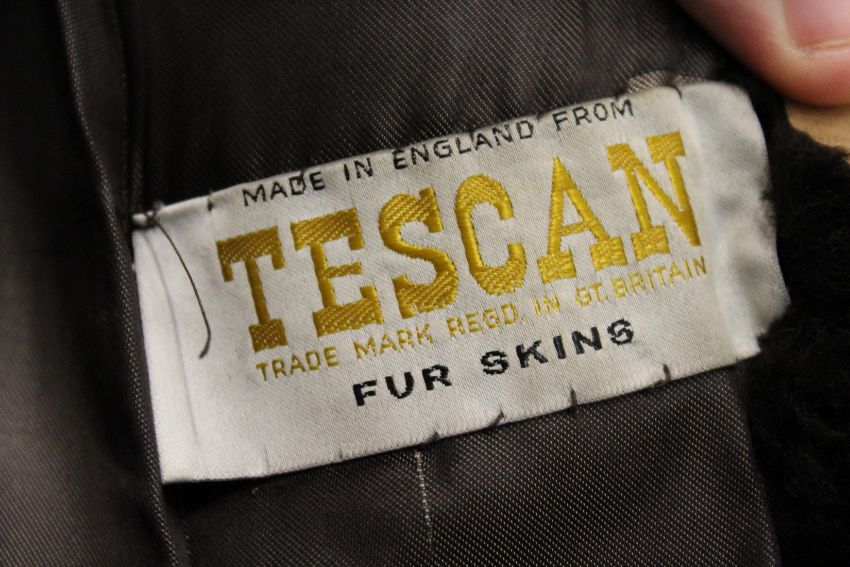 MADE IN ENGLAND FROM
TESCAN
TRADE MARK REGD. IN GT. BRITAIN
FUR SKINS